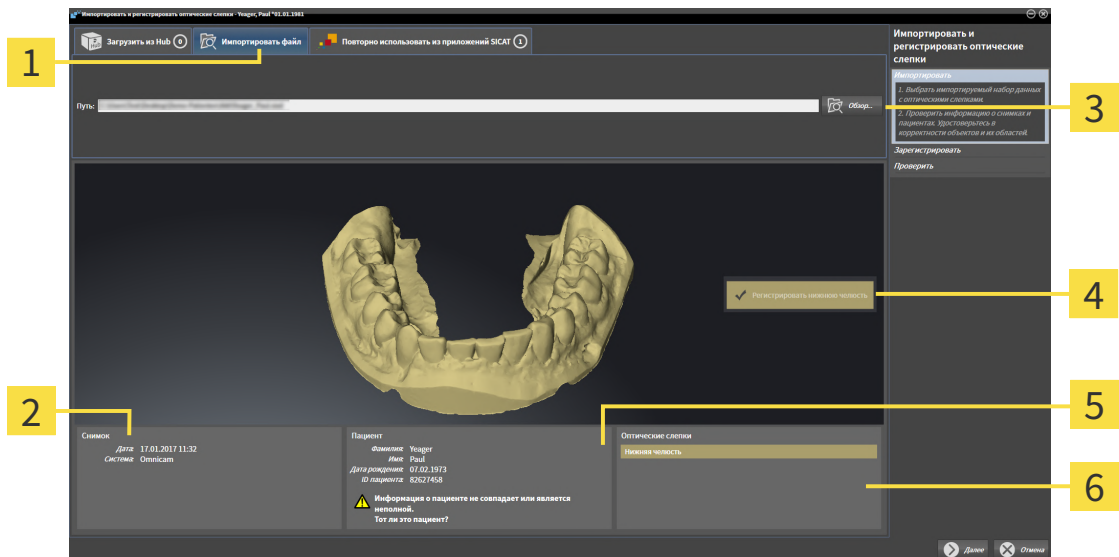 Импортировать и регистрировать оптические слепки - Yeager, Paul *01.01.1981
Hub
Загрузить из Hub 0
Импортировать файл
Повторно использовать из приложений SICAT 1
Путь:
Обзор..
Импортировать и
регистрировать оптические
слепки
Импортировать
1. Выбрать импортируемый набор данных
с оптическими слепками.
2. Проверить информацию о снимках и
пациентах. Удостоверьтесь в
корректности объектов и их областей.
Зарегистрировать
Проверить
Регистрировать нижнюю челюсть
Снимок
Дата: 17.01.2017 11:32
Система: Omnicam
Пациент
Фамилия: Yeager
Имя: Paul
Дата рождения: 07.02.1973
ID пациента: 82627458
Информация о пациенте не совпадает или является
неполной.
Тот ли это пациент?
Оптические слепки
Нижняя челюсть
Далее
Отмена
1
2
3
4
5
6